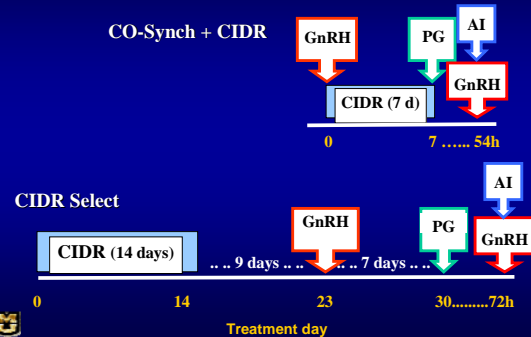 CO-Synch + CIDR
GnRH
PG
AI
GnRH
CIDR (7 d)
0
7 …... 54h
CIDR Select
CIDR (14 days)
.. .. 9 days .. ..
GnRH
.. .. 7 days .. ..
PG
AI
GnRH
0
14
23
30.........72h
Treatment day